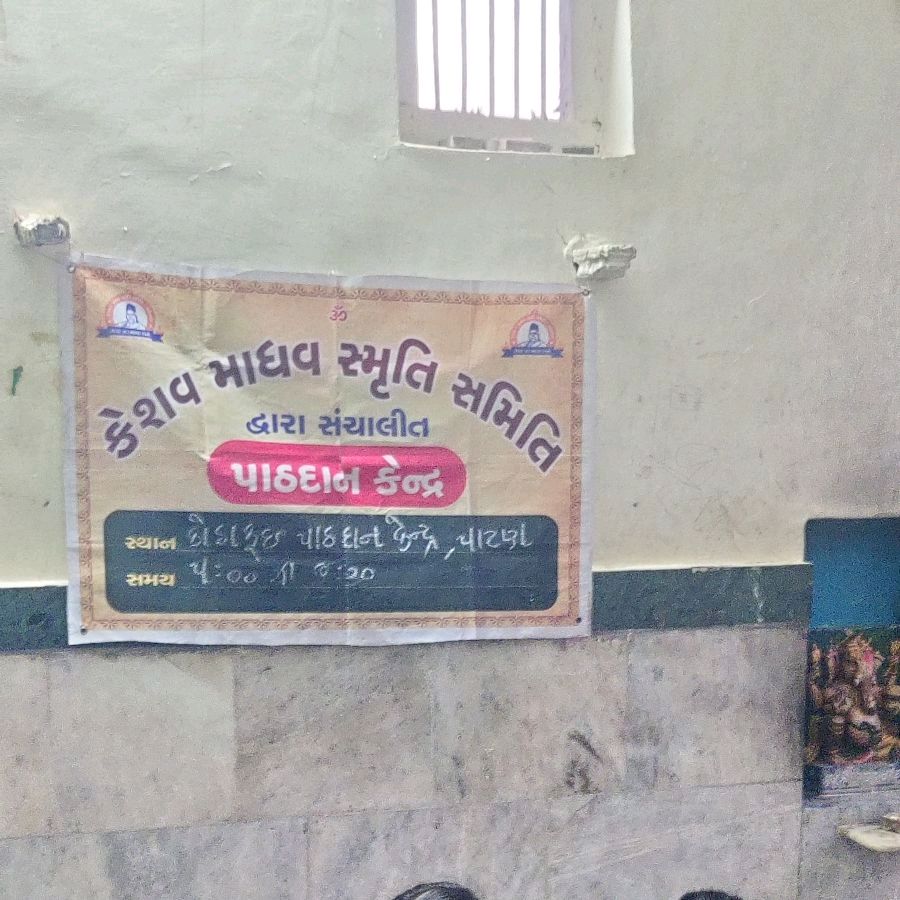 ॐ
કેશવ માધવ સ્મૃતિ સમિતિ
દ્વારા સંચાલીત
પાઠદાન કેન્દ્ર
સ્થાન પાઠદાન કેન્દ્ર, પાટણ
સમય ૫:૦૦ થી